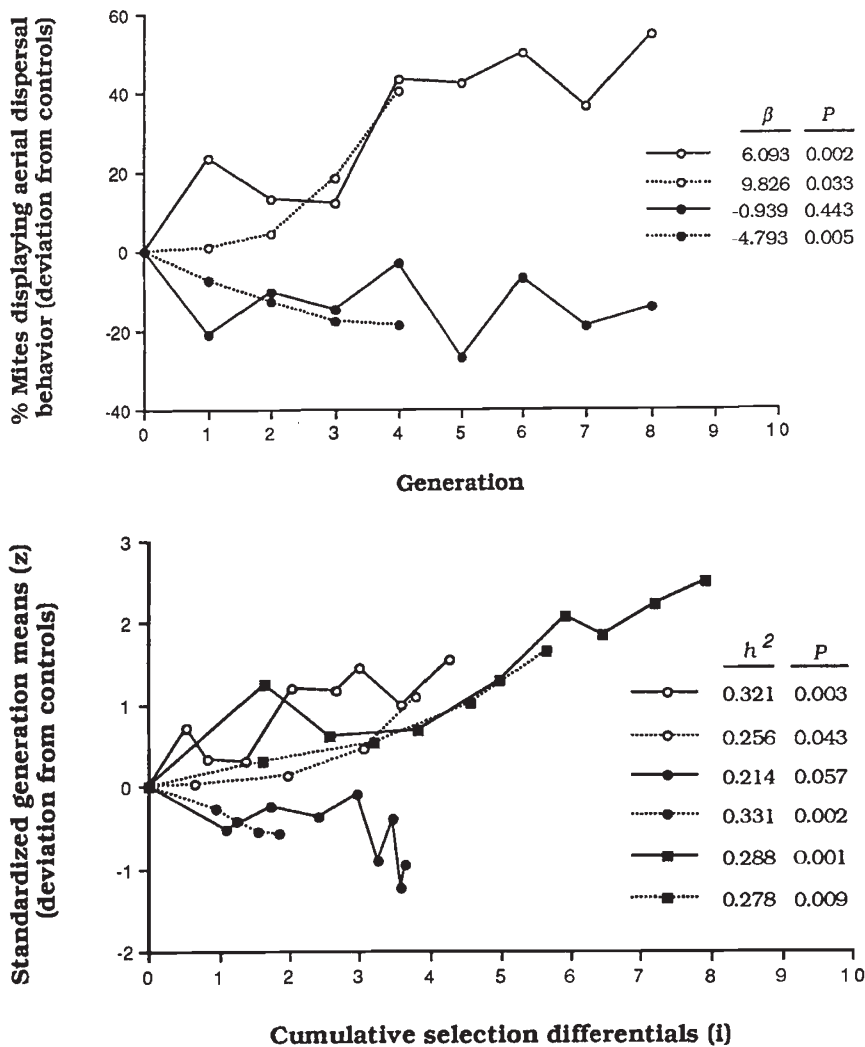 % Mites displaying aerial dispersal
behavior (deviation from controls)
60
40
20
0
-20
-40
0 1 2 3 4 5 6 7 8 9 10
Generation
β P
6.093 0.002
9.826 0.033
-0.939 0.443
-4.793 0.005
Standardized generation means (z)
(deviation from controls)
3
2
1
0
-1
-2
0 1 2 3 4 5 6 7 8 9 10
Cumulative selection differentials (i)
h² P
0.321 0.003
0.256 0.043
0.214 0.057
0.331 0.002
0.288 0.001
0.278 0.009